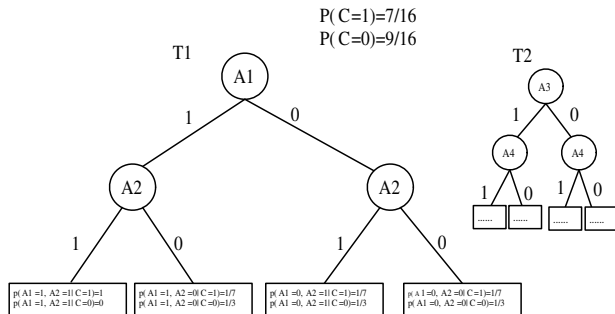 P(C=1)=7/16
P(C=0)=9/16
T1
T2
A1
A3
1
0
1
0
A2
A2
A4
A4
1
0
1
0
1
0
1
0
......
......
......
......
p(A1=1, A2=1|C=1)=1
p(A1=1, A2=1|C=0)=0
p(A1=1, A2=0|C=1)=1/7
p(A1=1, A2=0|C=0)=1/3
p(A1=0, A2=1|C=1)=1/7
p(A1=0, A2=1|C=0)=1/3
p(A1=0, A2=0|C=1)=1/7
p(A1=0, A2=0|C=0)=1/3